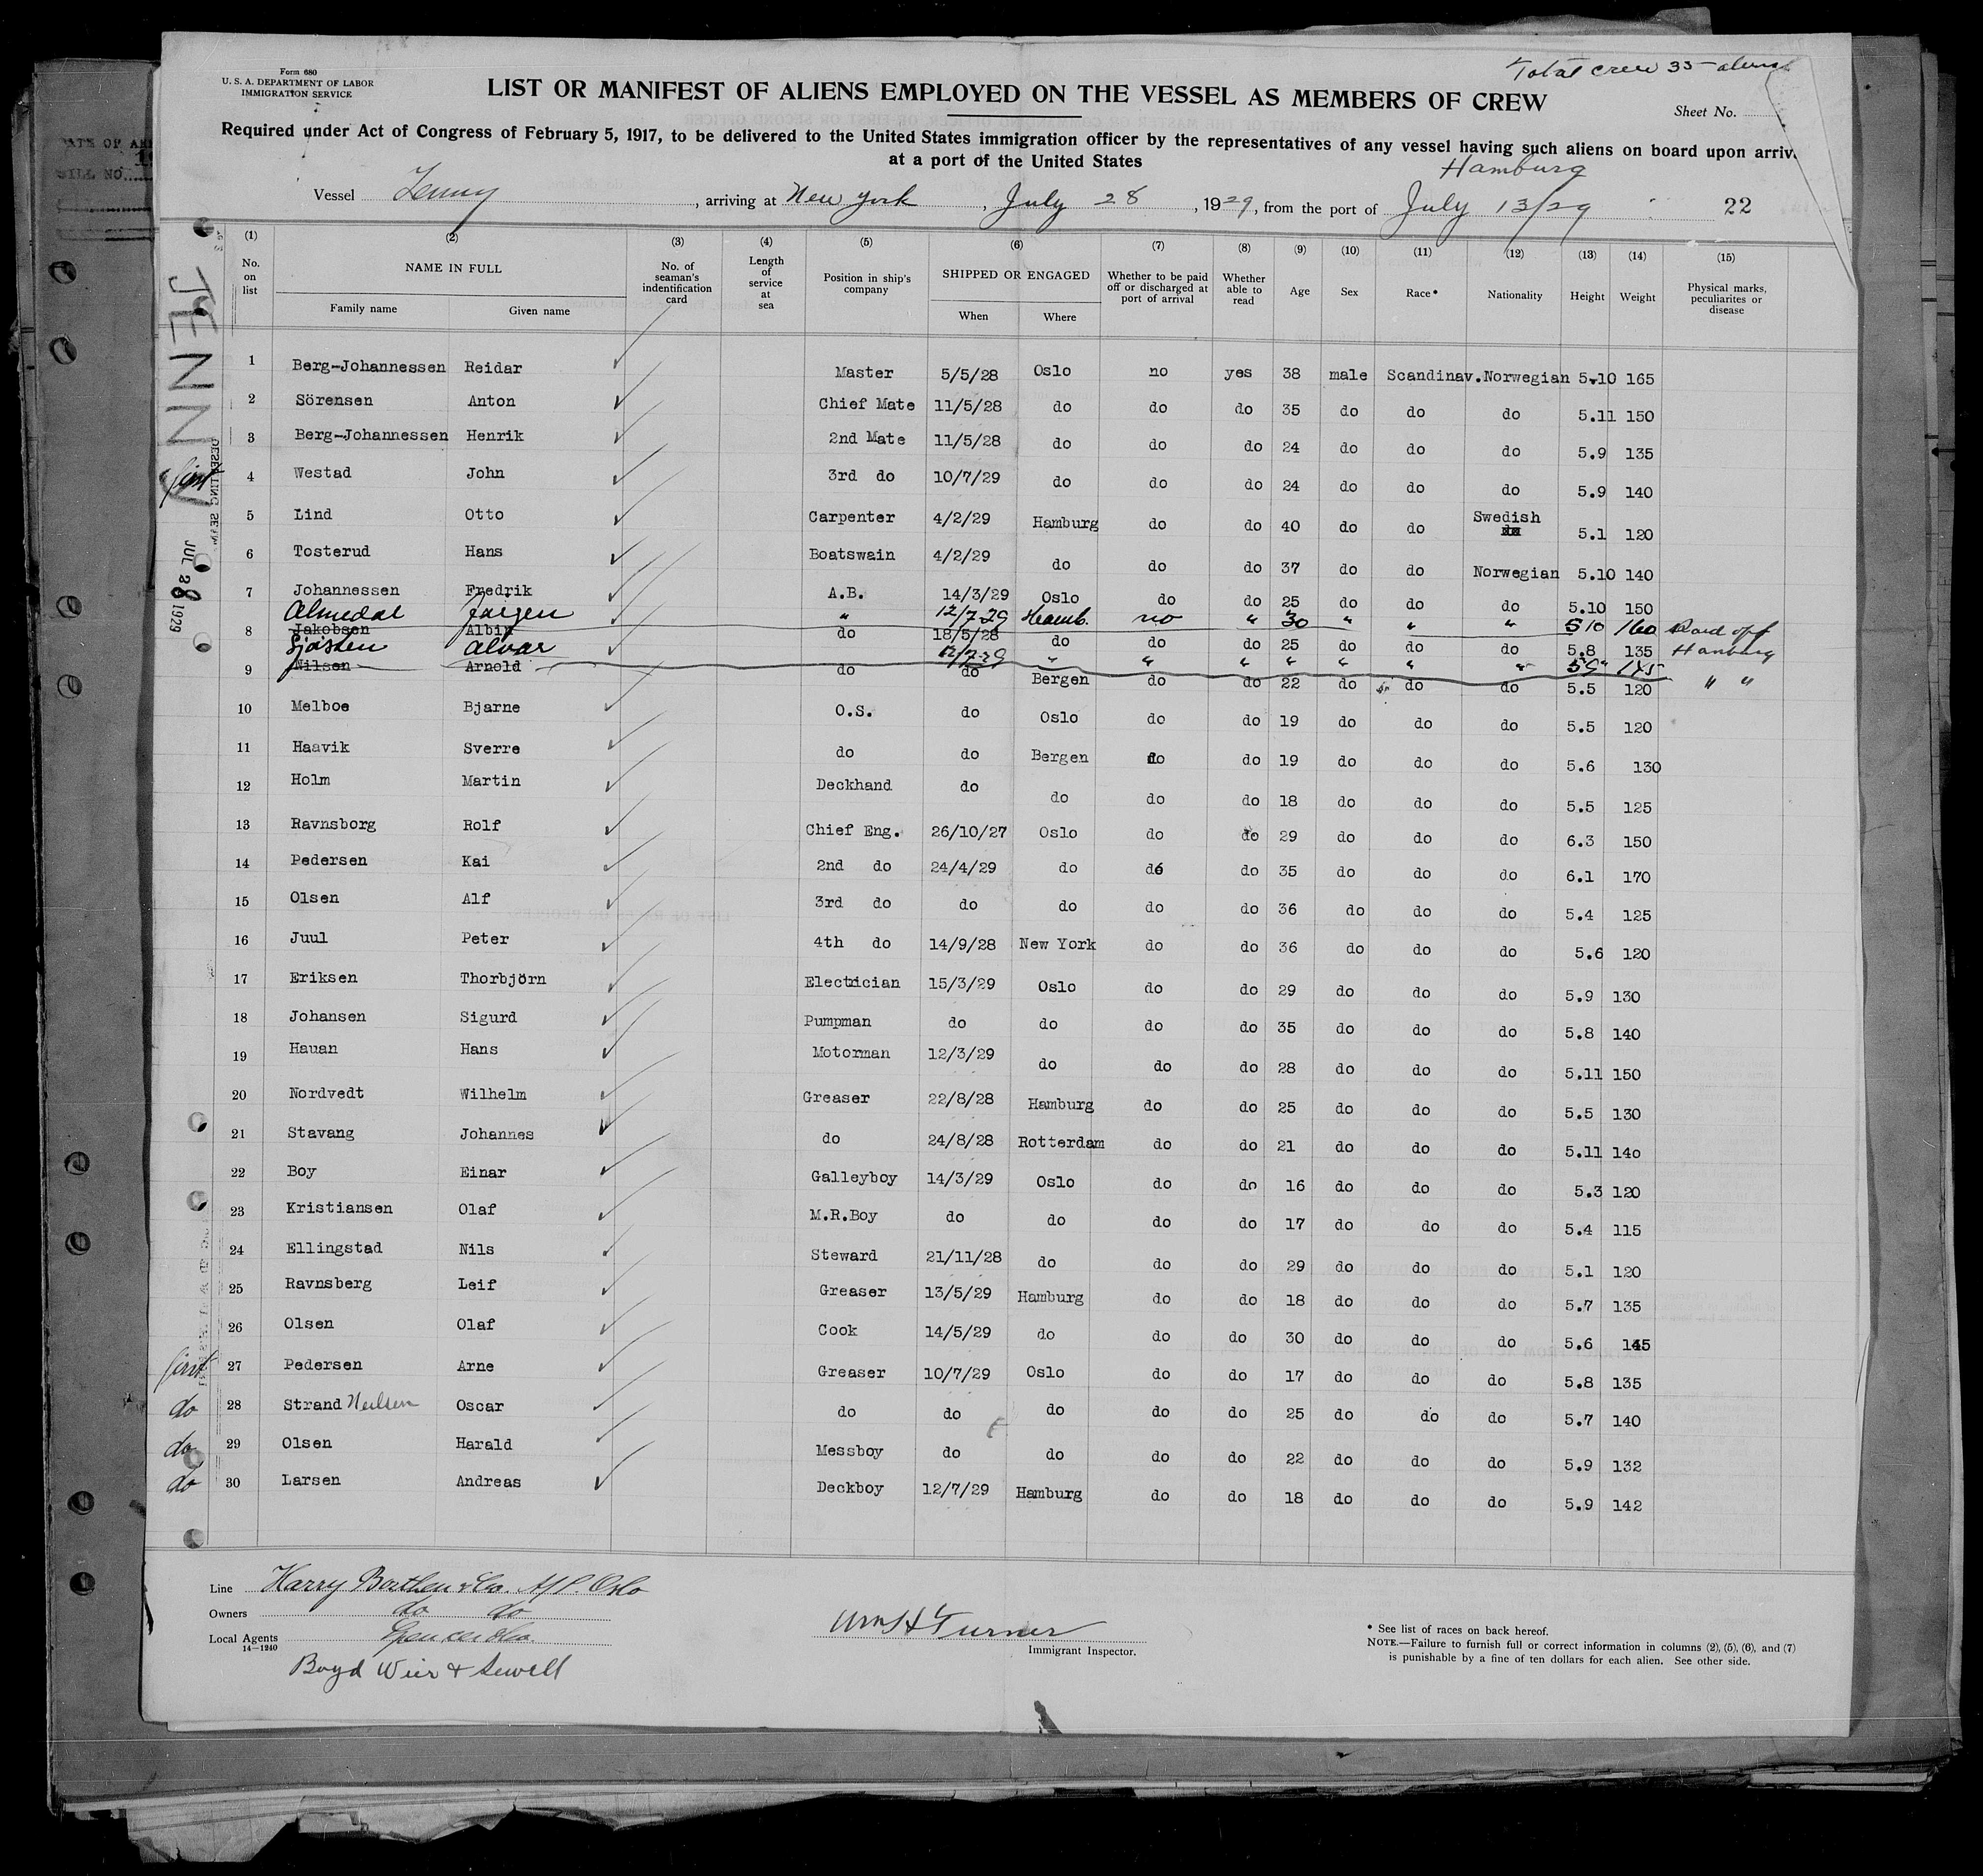 Total crew 35 aliens
Form 680
U. S. A. DEPARTMENT OF LABOR
IMMIGRATION SERVICE
LIST OR MANIFEST OF ALIENS EMPLOYED ON THE VESSEL AS MEMBERS OF CREW
Sheet No.
Required under Act of Congress of February 5, 1917, to be delivered to the United States immigration officer by the representatives of any vessel having such aliens on board upon arriv
at a port of the United States
Hamburg
Vessel Jenny, arriving at New York, July 28, 1929, from the port of July 13/29 22
(1) (2) (3) (4) (5) (6) (7) (8) (9) (10) (11) (12) (13) (14) (15)
No. on list NAME IN FULL Family name Given name No. of seaman's indentification card Length of service at sea Position in ship's company SHIPPED OR ENGAGED When Where Whether to be paid off or discharged at port of arrival Whether able to read Age Sex Race* Nationality Height Weight Physical marks, peculiarites or disease
JENNY
JUL 28 1929
1 Berg-Johannessen Reidar Master 5/5/28 Oslo no yes 38 male Scandinav. Norwegian 5.10 165
2 Sörensen Anton Chief Mate 11/5/28 do do do 35 do do do 5.11 150
3 Berg-Johannessen Henrik 2nd Mate 11/5/28 do do do 24 do do do 5.9 135
first 4 Westad John 3rd do 10/7/29 do do do 24 do do do 5.9 140
5 Lind Otto Carpenter 4/2/29 Hamburg do do 40 do do Swedish 5.1 120
6 Tosterud Hans Boatswain 4/2/29 do do do 37 do do Norwegian 5.10 140
7 Johannessen Fredrik A.B. 14/3/29 Oslo do do 25 do do do 5.10 150
Almedal Jørgen " 12/7-29 Hamb. no " 30 " " " 5 10 160
8 Jakobsen Albin do 18/5/28 do do do 25 do do do 5.8 135 Paid off Hamburg
Sjøsten Alvar 12/7-29 " " " " " " " 5 9" 145
9 Nilsen Arnold do do Bergen do do 22 do do do 5.5 120 " "
10 Melboe Bjarne O.S. do Oslo do do 19 do do do 5.5 120
11 Haavik Sverre do do Bergen do do 19 do do do 5.6 130
12 Holm Martin Deckhand do do do do 18 do do do 5.5 125
13 Ravnsborg Rolf Chief Eng. 26/10/27 Oslo do do 29 do do do 6.3 150
14 Pedersen Kai 2nd do 24/4/29 do do do 35 do do do 6.1 170
15 Olsen Alf 3rd do do do do do 36 do do do 5.4 125
16 Juul Peter 4th do 14/9/28 New York do do 36 do do do 5.6 120
17 Eriksen Thorbjörn Electrician 15/3/29 Oslo do do 29 do do do 5.9 130
18 Johansen Sigurd Pumpman do do do do 35 do do do 5.8 140
19 Hauan Hans Motorman 12/3/29 do do do 28 do do do 5.11 150
20 Nordvedt Wilhelm Greaser 22/8/28 Hamburg do do 25 do do do 5.5 130
21 Stavang Johannes do 24/8/28 Rotterdam do do 21 do do do 5.11 140
22 Boy Einar Galleyboy 14/3/29 Oslo do do 16 do do do 5.3 120
23 Kristiansen Olaf M.R.Boy do do do do 17 do do do 5.4 115
24 Ellingstad Nils Steward 21/11/28 do do do 29 do do do 5.1 120
25 Ravnsberg Leif Greaser 13/5/29 Hamburg do do 18 do do do 5.7 135
26 Olsen Olaf Cook 14/5/29 do do do 30 do do do 5.6 145
first 27 Pedersen Arne Greaser 10/7/29 Oslo do do 17 do do do 5.8 135
do 28 Strand Neilsen Oscar do do do do do 25 do do do 5.7 140
do 29 Olsen Harald Messboy do do do do 22 do do do 5.9 132
do 30 Larsen Andreas Deckboy 12/7/29 Hamburg do do 18 do do do 5.9 142
Line Harry Borthen & Co. A/S. Oslo
Owners do do
Local Agents Spencer
14—1240
Boyd Weir & Sewell
Wm H Turner
Immigrant Inspector.
* See list of races on back hereof.
NOTE.—Failure to furnish full or correct information in columns (2), (5), (6), and (7)
is punishable by a fine of ten dollars for each alien. See other side.